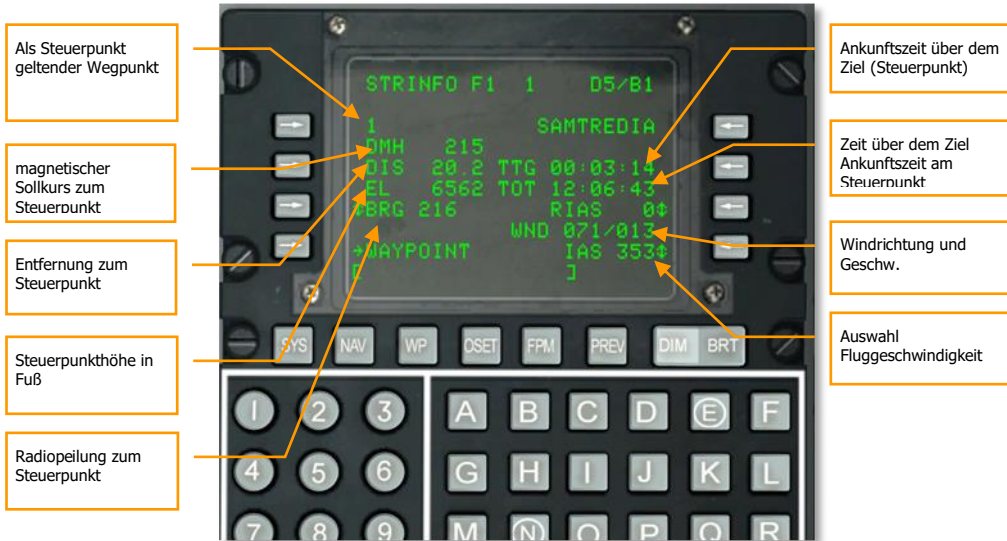 Als Steuerpunkt
geltender Wegpunkt
magnetischer
Sollkurs zum
Steuerpunkt
Entfernung zum
Steuerpunkt
Steuerpunkthöhe in
Fuß
Radiopeilung zum
Steuerpunkt
STRINFO F1 1 D5/B1
1 SAMTREDIA
DMH 215
DIS 20.2 TTG 00:03:14
EL 6562 TOT 12:06:43
↕BRG 216 RIAS 0↕
WND 071/013
→WAYPOINT IAS 353↕
[ ]
SYS NAV WP OSET FPM PREV DIM BRT
1 2 3 A B C D E F
4 5 6 G H I J K L
7 8 9 M N O P Q R
Ankunftszeit über dem
Ziel (Steuerpunkt)
Zeit über dem Ziel
Ankunftszeit am
Steuerpunkt
Windrichtung und
Geschw.
Auswahl
Fluggeschwindigkeit